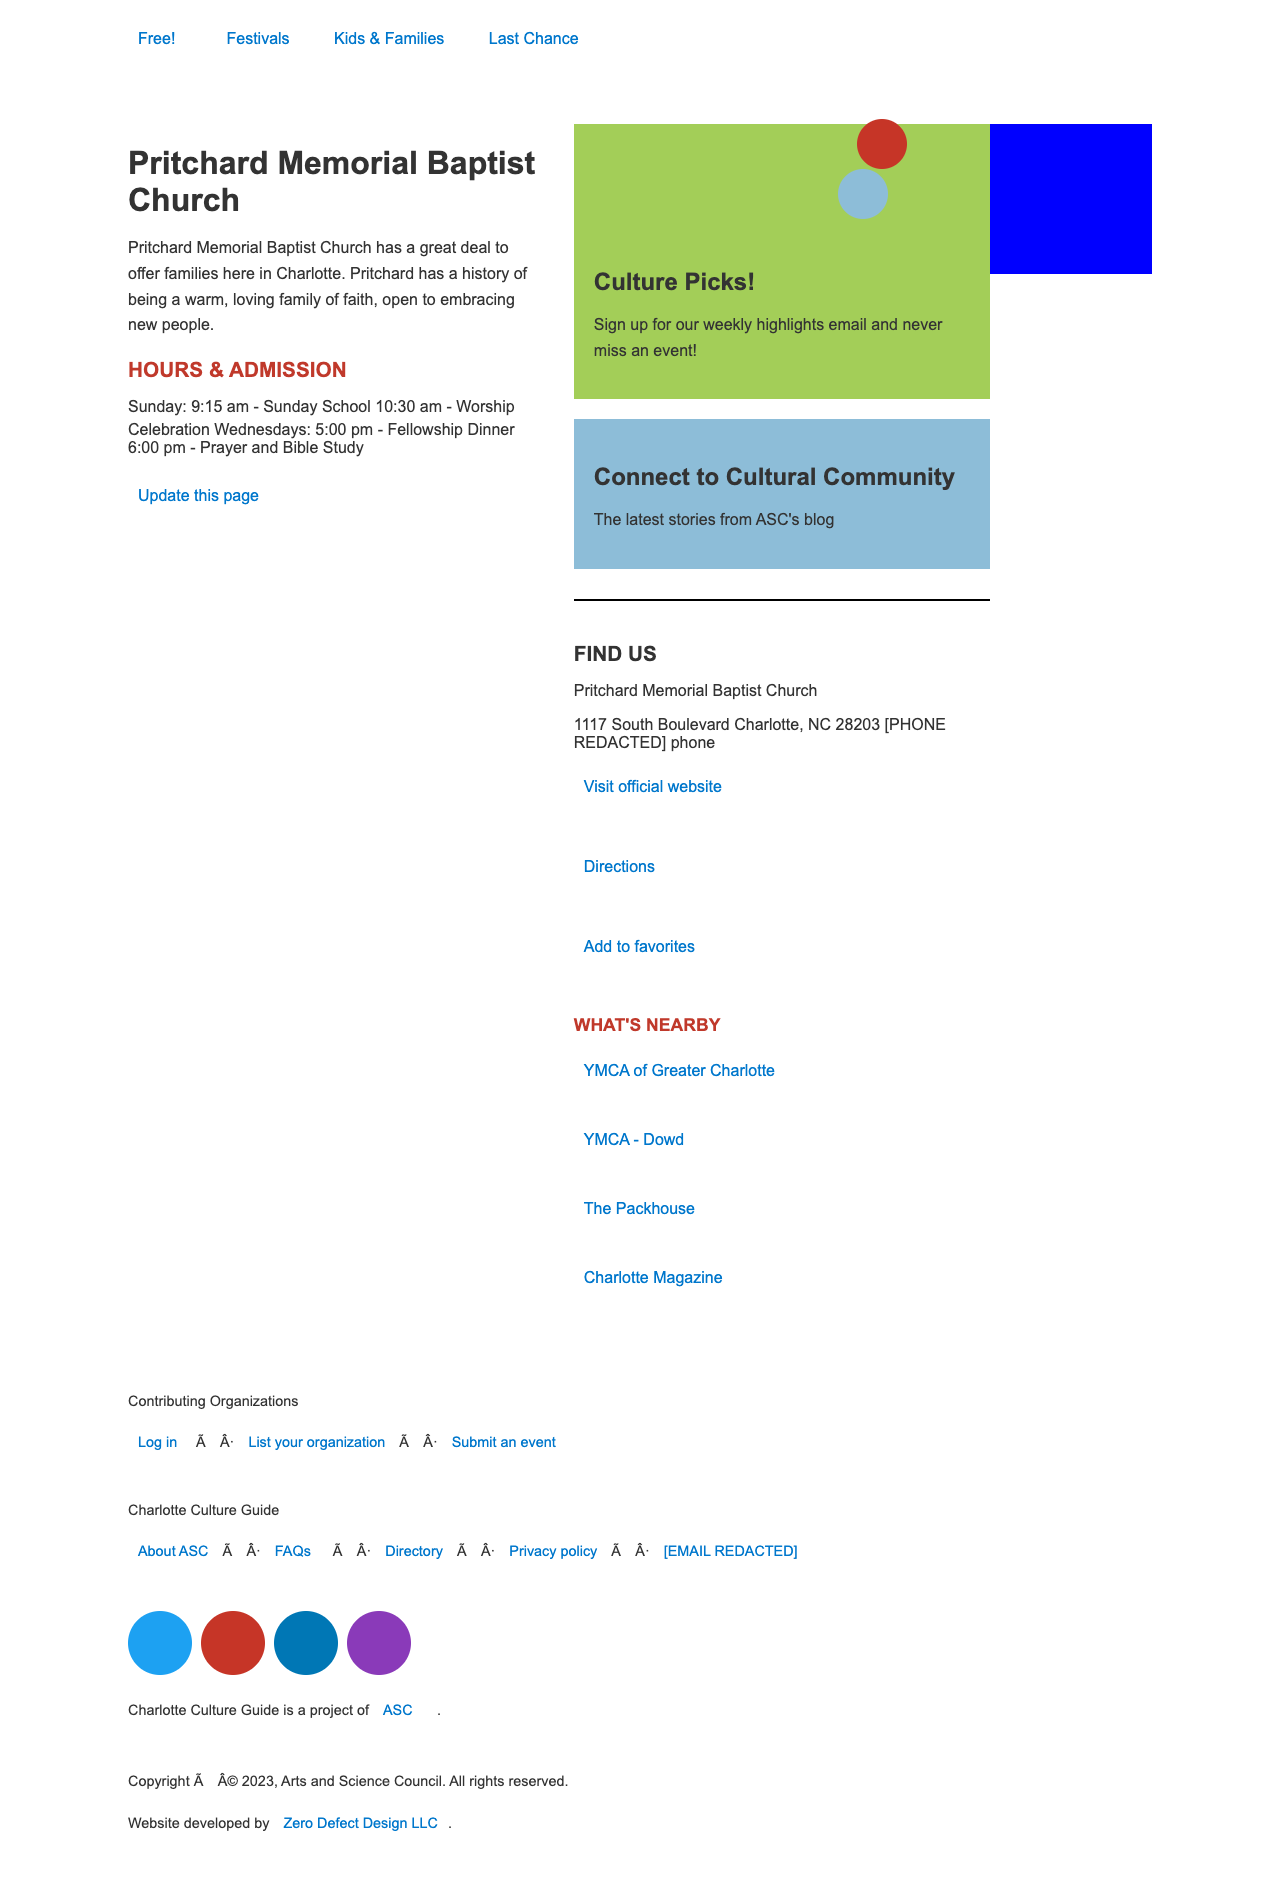 Free! Festivals Kids & Families Last Chance
Pritchard Memorial Baptist
Church
Pritchard Memorial Baptist Church has a great deal to
offer families here in Charlotte. Pritchard has a history of
being a warm, loving family of faith, open to embracing
new people.
HOURS & ADMISSION
Sunday: 9:15 am - Sunday School 10:30 am - Worship
Celebration Wednesdays: 5:00 pm - Fellowship Dinner
6:00 pm - Prayer and Bible Study
Update this page
Culture Picks!
Sign up for our weekly highlights email and never
miss an event!
Connect to Cultural Community
The latest stories from ASC's blog
FIND US
Pritchard Memorial Baptist Church
1117 South Boulevard Charlotte, NC 28203 [PHONE
REDACTED] phone
Visit official website
Directions
Add to favorites
WHAT'S NEARBY
YMCA of Greater Charlotte
YMCA - Dowd
The Packhouse
Charlotte Magazine
Contributing Organizations
Log in Ã Â· List your organization Ã Â· Submit an event
Charlotte Culture Guide
About ASC Ã Â· FAQs Ã Â· Directory Ã Â· Privacy policy Ã Â· [EMAIL REDACTED]
Charlotte Culture Guide is a project of ASC .
Copyright Ã Â© 2023, Arts and Science Council. All rights reserved.
Website developed by Zero Defect Design LLC .